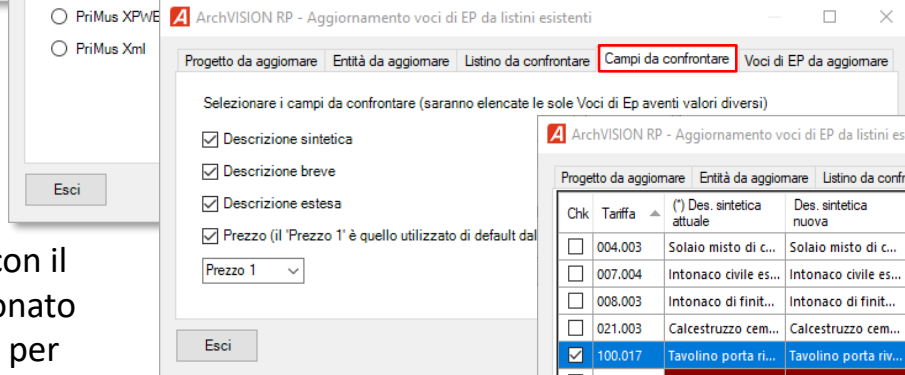 PriMus XPWE
PriMus Xml
Esci
con il
onato
per
ArchVISION RP - Aggiornamento voci di EP da listini esistenti
Progetto da aggiornare Entità da aggiornare Listino da confrontare Campi da confrontare Voci di EP da aggiornare
Selezionare i campi da confrontare (saranno elencate le sole Voci di Ep aventi valori diversi)
Descrizione sintetica
Descrizione breve
Descrizione estesa
Prezzo (il 'Prezzo 1' è quello utilizzato di default dal
Prezzo 1
Esci
ArchVISION RP - Aggiornamento voci di EP da listini es
Progetto da aggiornare Entità da aggiornare Listino da confr
Chk Tariffa (*) Des. sintetica attuale Des. sintetica nuova
004.003 Solaio misto di c... Solaio misto di c...
007.004 Intonaco civile es... Intonaco civile es...
008.003 Intonaco di finit... Intonaco di finit...
021.003 Calcestruzzo cem... Calcestruzzo cem...
100.017 Tavolino porta ri... Tavolino porta riv...